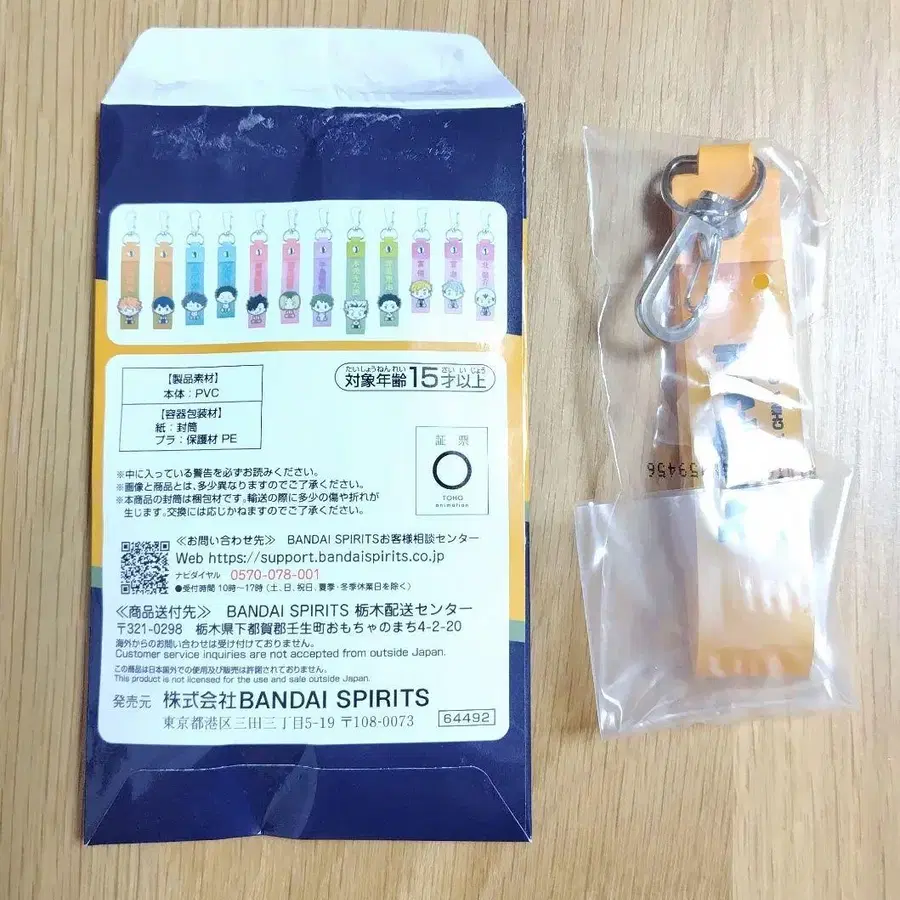 【製品素材】
本体：PVC
【容器包装材】
紙：封筒
プラ：保護材 PE
たいしょうねんれい さい いじょう
対象年齢15才以上
証票
TOHO
animation
※中に入っている警告を必ずお読みください。
※画像と商品とは、多少異なりますのでご了承ください。
※本商品の封筒は梱包材です。輸送の際に多少の傷や折れが
生じます。交換には応じかねますのでご了承ください。
≪お問い合わせ先≫ BANDAI SPIRITSお客様相談センター
Web https://support.bandaispirits.co.jp
ナビダイヤル 0570-078-001
●受付時間 10時〜17時（土、日、祝日、夏季・冬季休業日を除く）
≪商品送付先≫ BANDAI SPIRITS 栃木配送センター
〒321-0298 栃木県下都賀郡壬生町おもちゃのまち4-2-20
海外からのお問い合わせは受け付けておりません。
Customer service inquiries are not accepted from outside Japan.
この商品は日本国外での使用及び販売は許諾されておりません。
This product is not licensed for the use and sale outside Japan.
発売元 株式会社BANDAI SPIRITS
東京都港区三田三丁目5-19 〒108-0073
64492